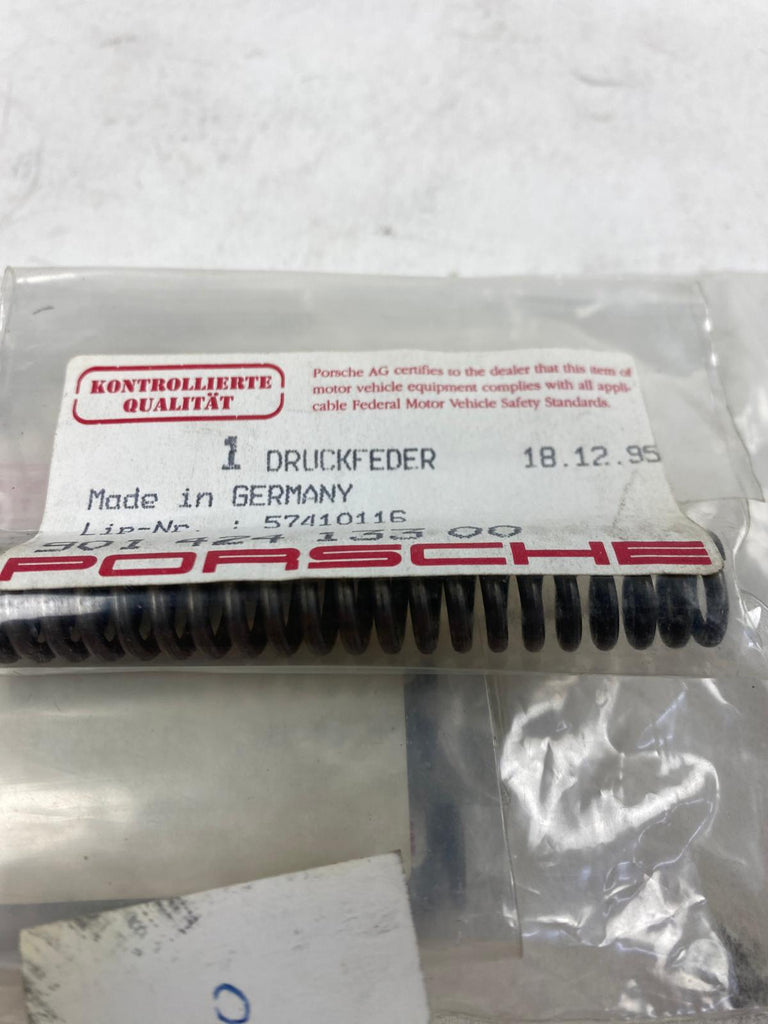 KONTROLLIERTE
QUALITÄT
Porsche AG certifies to the dealer that this item of
motor vehicle equipment complies with all appli-
cable Federal Motor Vehicle Safety Standards.
1 DRUCKFEDER 18.12.95
Made in GERMANY
Lip-Nr. : 57410116
901 424 133 00
PORSCHE
0